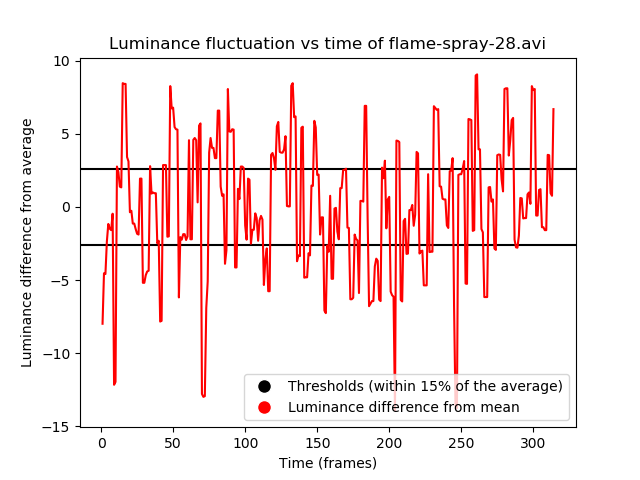 Luminance fluctuation vs time of flame-spray-28.avi
Luminance difference from average
10
5
0
−5
−10
−15
Thresholds (within 15% of the average)
Luminance difference from mean
0 50 100 150 200 250 300
Time (frames)